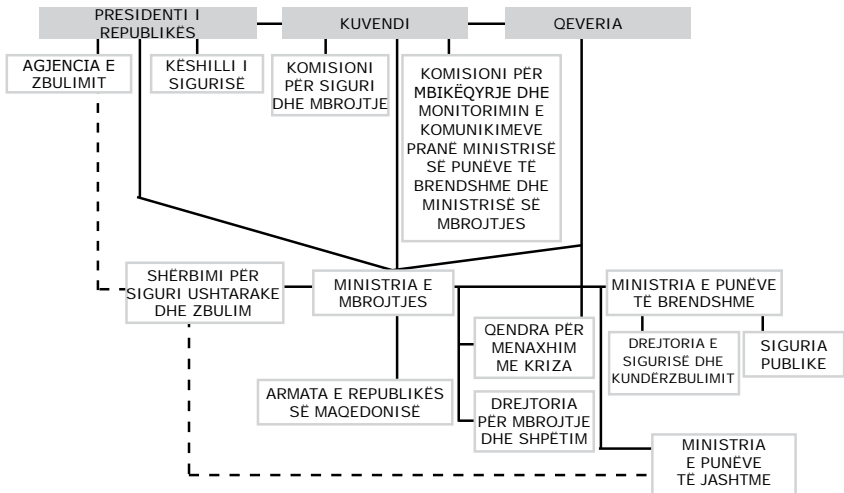 PRESIDENTI I
REPUBLIKËS
KUVENDI
QEVERIA
AGJENCIA E
ZBULIMIT
KËSHILLI I
SIGURISË
KOMISIONI
PËR SIGURI
DHE MBROJTJE
KOMISIONI PËR
MBIKËQYRJE DHE
MONITORIMIN E
KOMUNIKIMEVE
PRANË MINISTRISË
SË PUNËVE TË
BRENDSHME DHE
MINISTRISË SË
MBROJTJES
SHËRBIMI PËR
SIGURI USHTARAKE
DHE ZBULIM
MINISTRIA E
MBROJTJES
MINISTRIA E PUNËVE
TË BRENDSHME
QENDRA PËR
MENAXHIM
ME KRIZA
DREJTORIA E
SIGURISË DHE
KUNDËRZBULIMIT
SIGURIA
PUBLIKE
ARMATA E REPUBLIKËS
SË MAQEDONISË
DREJTORIA
PËR MBROJTJE
DHE SHPËTIM
MINISTRIA
E PUNËVE
TË JASHTME